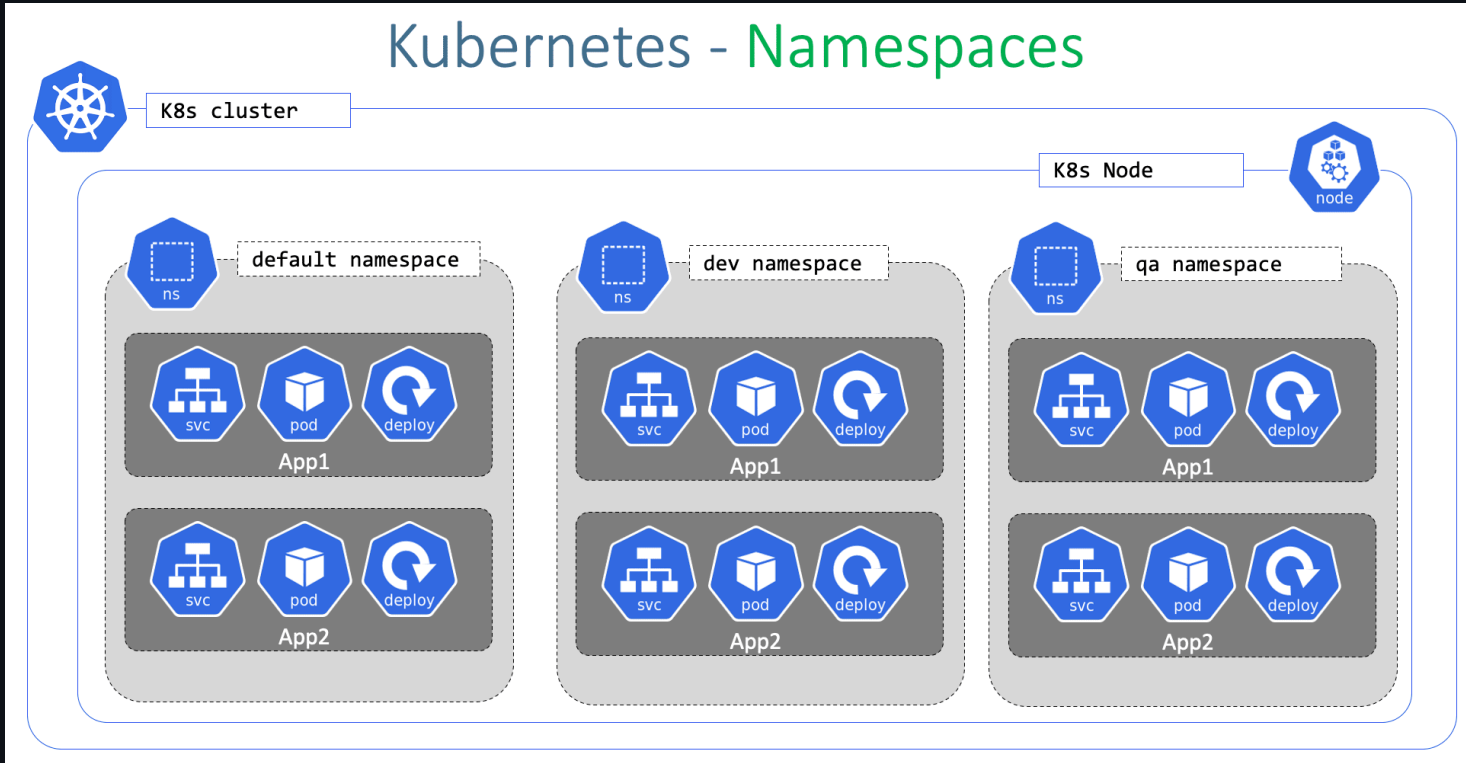 Kubernetes - Namespaces
K8s cluster
K8s Node
node
default namespace
ns
svc
pod
deploy
App1
svc
pod
deploy
App2
dev namespace
ns
svc
pod
deploy
App1
svc
pod
deploy
App2
qa namespace
ns
svc
pod
deploy
App1
svc
pod
deploy
App2